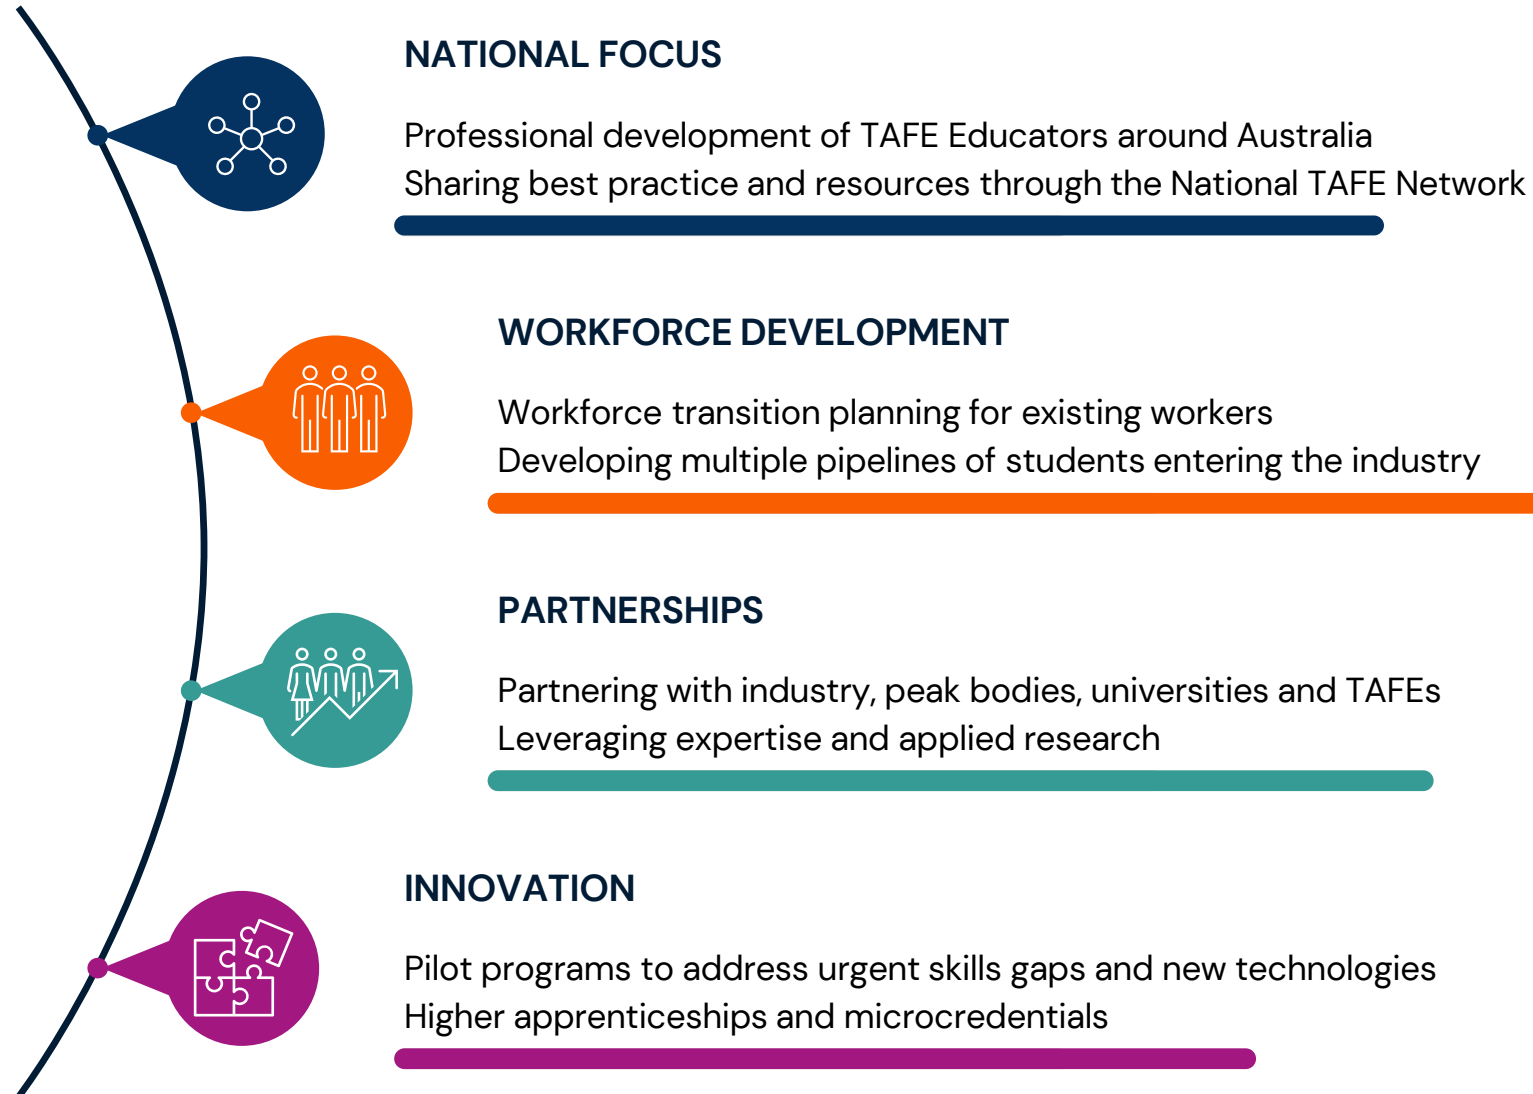 NATIONAL FOCUS
Professional development of TAFE Educators around Australia
Sharing best practice and resources through the National TAFE Network
WORKFORCE DEVELOPMENT
Workforce transition planning for existing workers
Developing multiple pipelines of students entering the industry
PARTNERSHIPS
Partnering with industry, peak bodies, universities and TAFEs
Leveraging expertise and applied research
INNOVATION
Pilot programs to address urgent skills gaps and new technologies
Higher apprenticeships and microcredentials